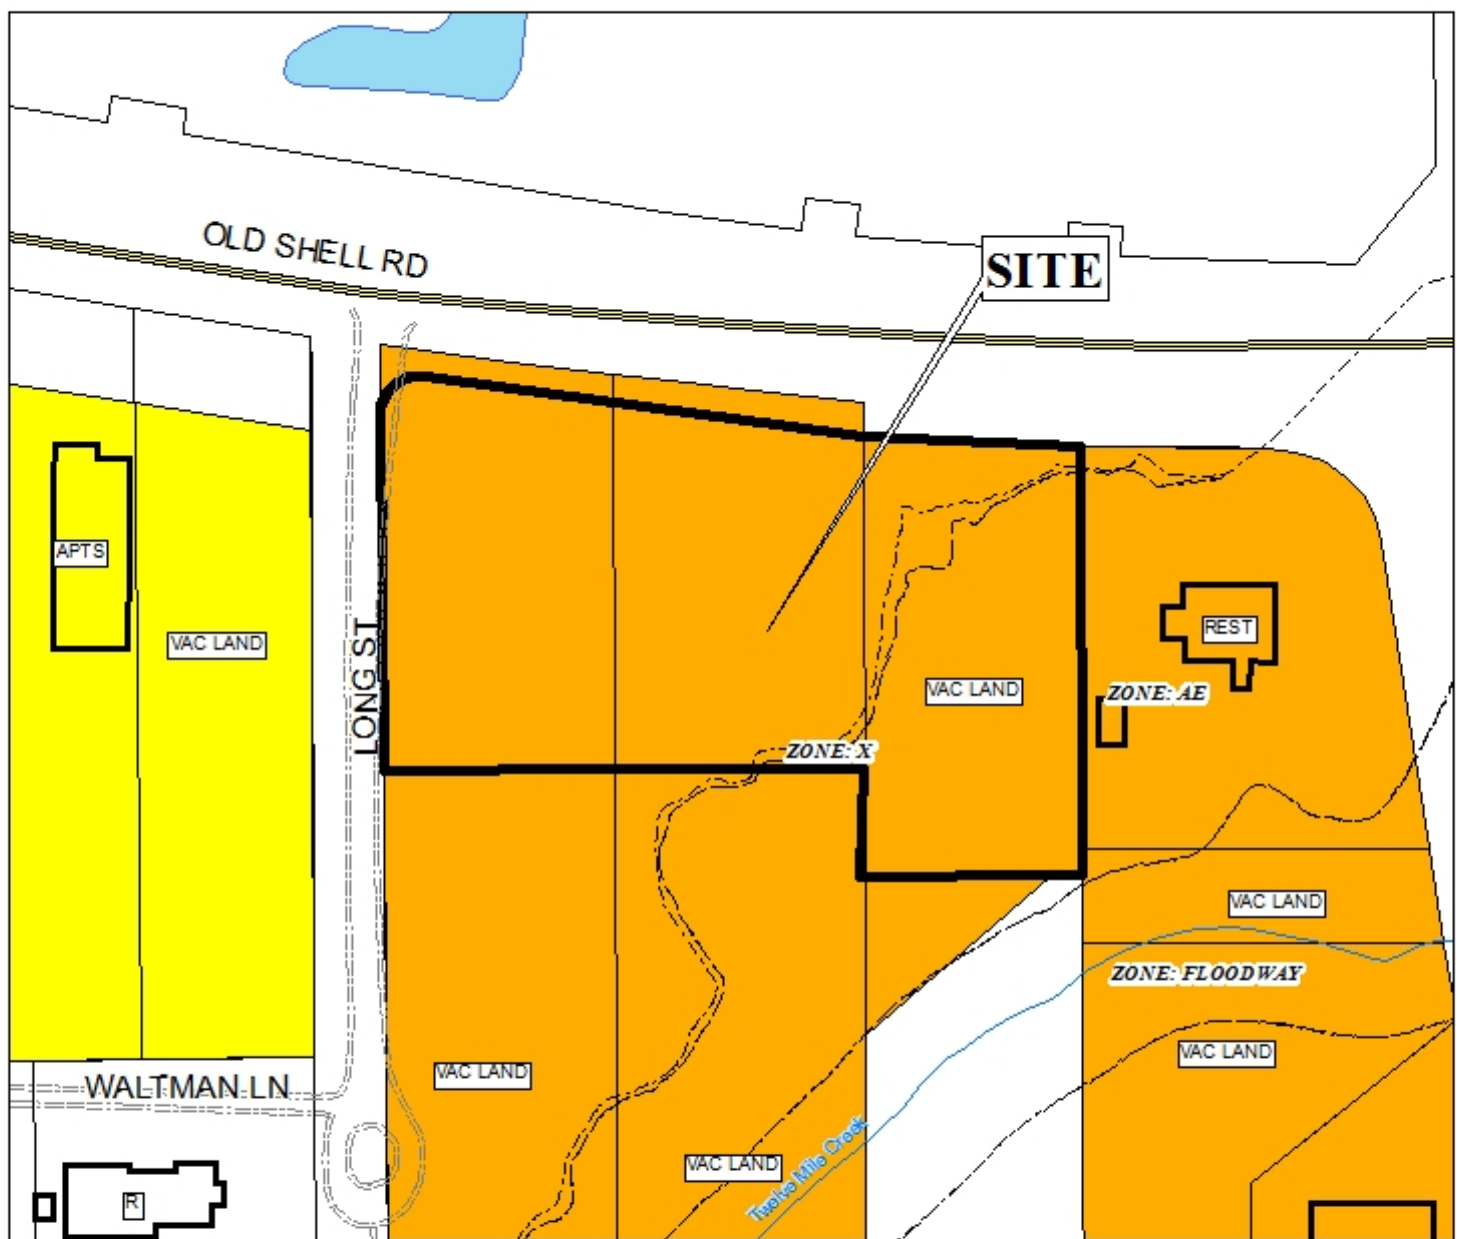 OLD SHELL RD
SITE
APTS
VAC LAND
LONG ST
REST
VAC LAND
ZONE: AE
ZONE: X
VAC LAND
ZONE: FLOODWAY
VAC LAND
VAC LAND
WALTMAN LN
VAC LAND
Twelve Mile Creek
R